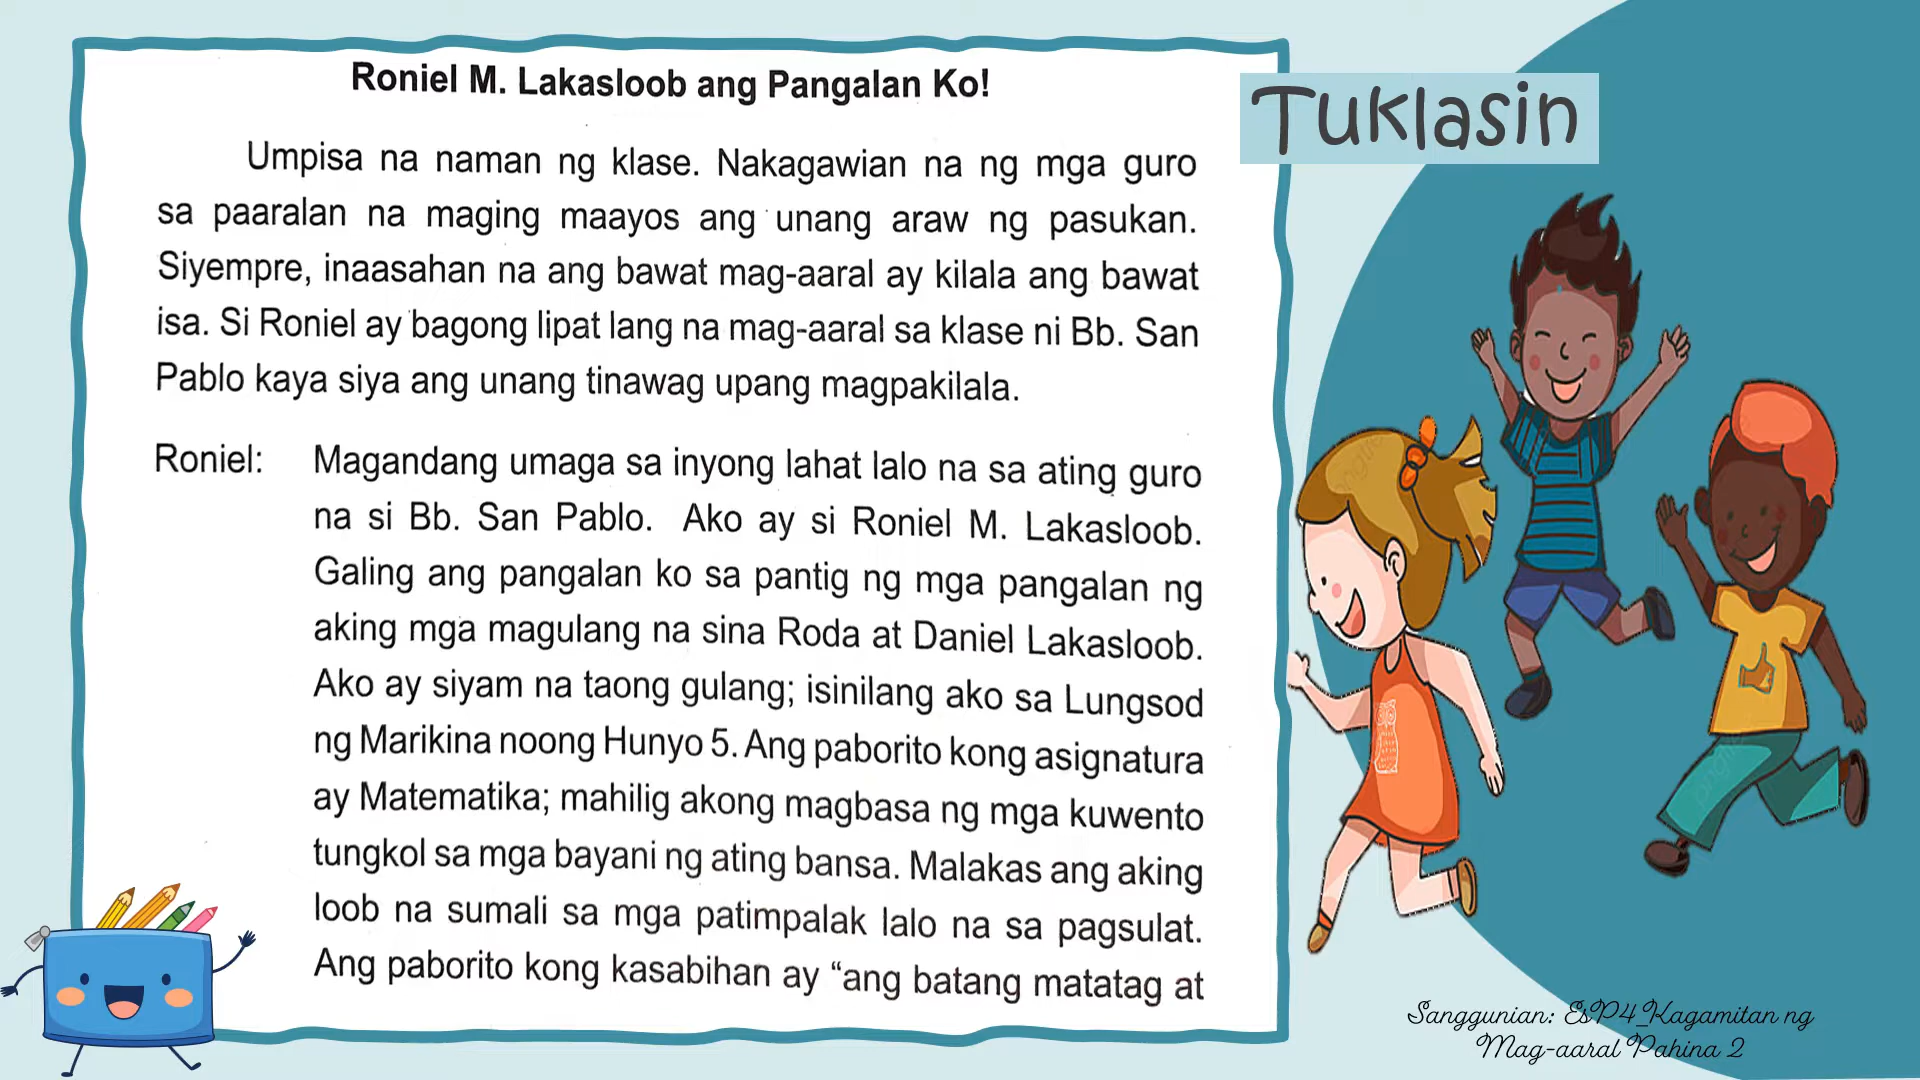 Roniel M. Lakasloob ang Pangalan Ko!
Tuklasin
Umpisa na naman ng klase. Nakagawian na ng mga guro
sa paaralan na maging maayos ang unang araw ng pasukan.
Siyempre, inaasahan na ang bawat mag-aaral ay kilala ang bawat
isa. Si Roniel ay bagong lipat lang na mag-aaral sa klase ni Bb. San
Pablo kaya siya ang unang tinawag upang magpakilala.
Roniel: Magandang umaga sa inyong lahat lalo na sa ating guro
na si Bb. San Pablo. Ako ay si Roniel M. Lakasloob.
Galing ang pangalan ko sa pantig ng mga pangalan ng
aking mga magulang na sina Roda at Daniel Lakasloob.
Ako ay siyam na taong gulang; isinilang ako sa Lungsod
ng Marikina noong Hunyo 5. Ang paborito kong asignatura
ay Matematika; mahilig akong magbasa ng mga kuwento
tungkol sa mga bayani ng ating bansa. Malakas ang aking
loob na sumali sa mga patimpalak lalo na sa pagsulat.
Ang paborito kong kasabihan ay “ang batang matatag at
Sanggunian: EsP4_Kagamitan ng
Mag-aaral Pahina 2